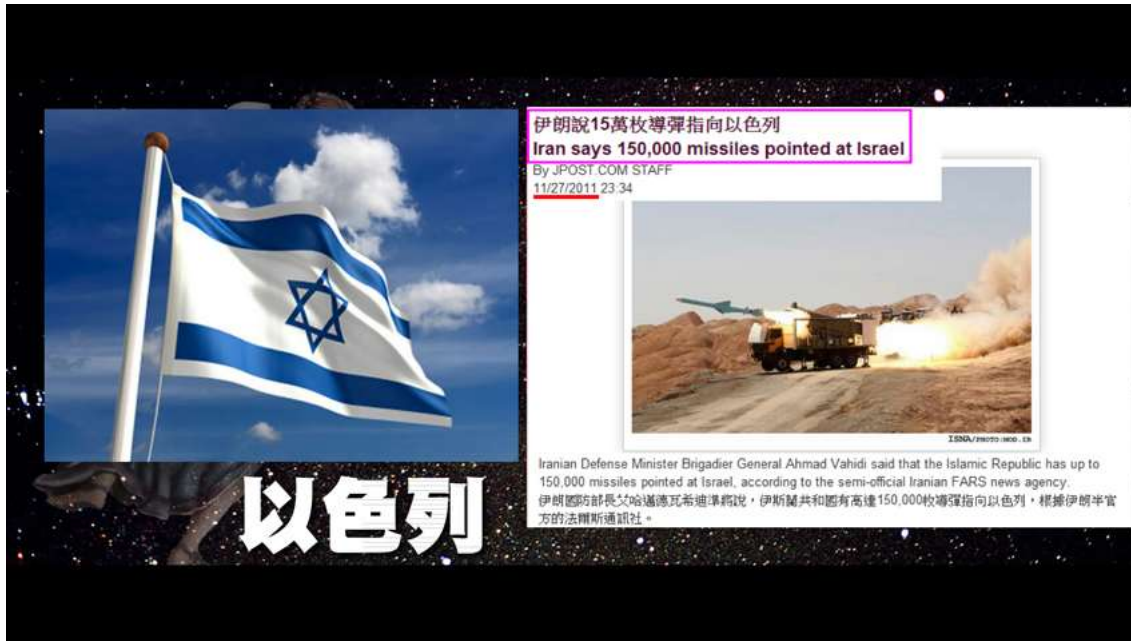 伊朗說15萬枚導彈指向以色列
Iran says 150,000 missiles pointed at Israel
By JPOST.COM STAFF
11/27/2011 23:34
ISNA/PHOTO:MOD.IR
Iranian Defense Minister Brigadier General Ahmad Vahidi said that the Islamic Republic has up to
150,000 missiles pointed at Israel, according to the semi-official Iranian FARS news agency.
伊朗國防部長艾哈邁德瓦希迪準將說，伊斯蘭共和國有高達150,000枚導彈指向以色列，根據伊朗半官
方的法爾斯通訊社。
以色列